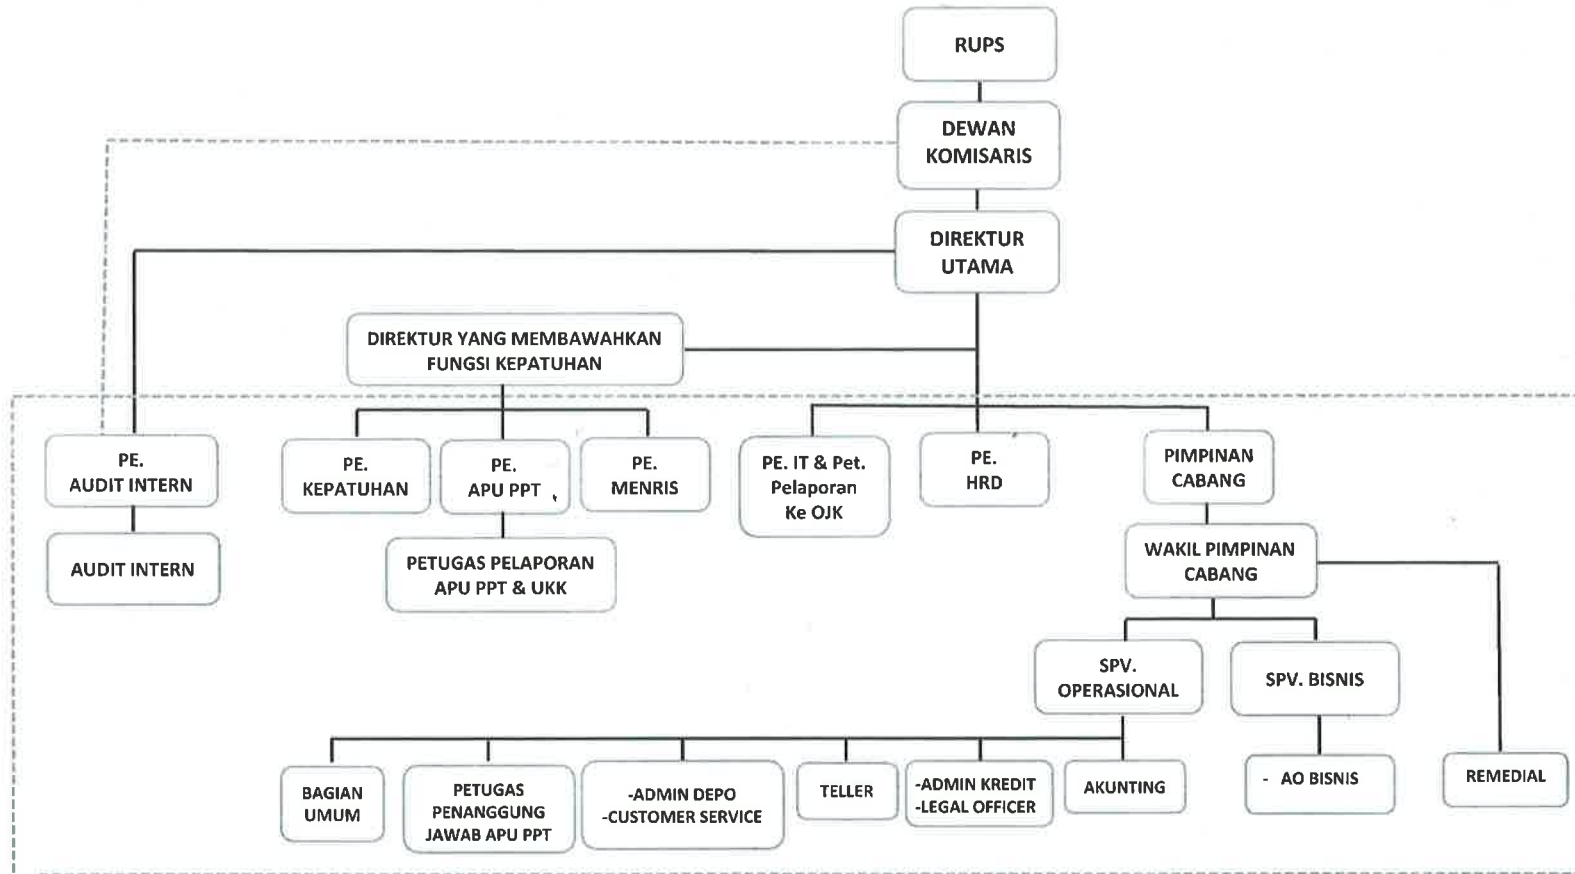 RUPS
DEWAN
KOMISARIS
DIREKTUR
UTAMA
DIREKTUR YANG MEMBAWAHKAN
FUNGSI KEPATUHAN
PE.
AUDIT INTERN
PE.
KEPATUHAN
PE.
APU PPT
PE.
MENRIS
PE. IT & Pet.
Pelaporan
Ke OJK
PE.
HRD
PIMPINAN
CABANG
AUDIT INTERN
PETUGAS PELAPORAN
APU PPT & UKK
WAKIL PIMPINAN
CABANG
SPV.
OPERASIONAL
SPV. BISNIS
BAGIAN
UMUM
PETUGAS
PENANGGUNG
JAWAB APU PPT
-ADMIN DEPO
-CUSTOMER SERVICE
TELLER
-ADMIN KREDIT
-LEGAL OFFICER
AKUNTING
- AO BISNIS
REMEDIAL